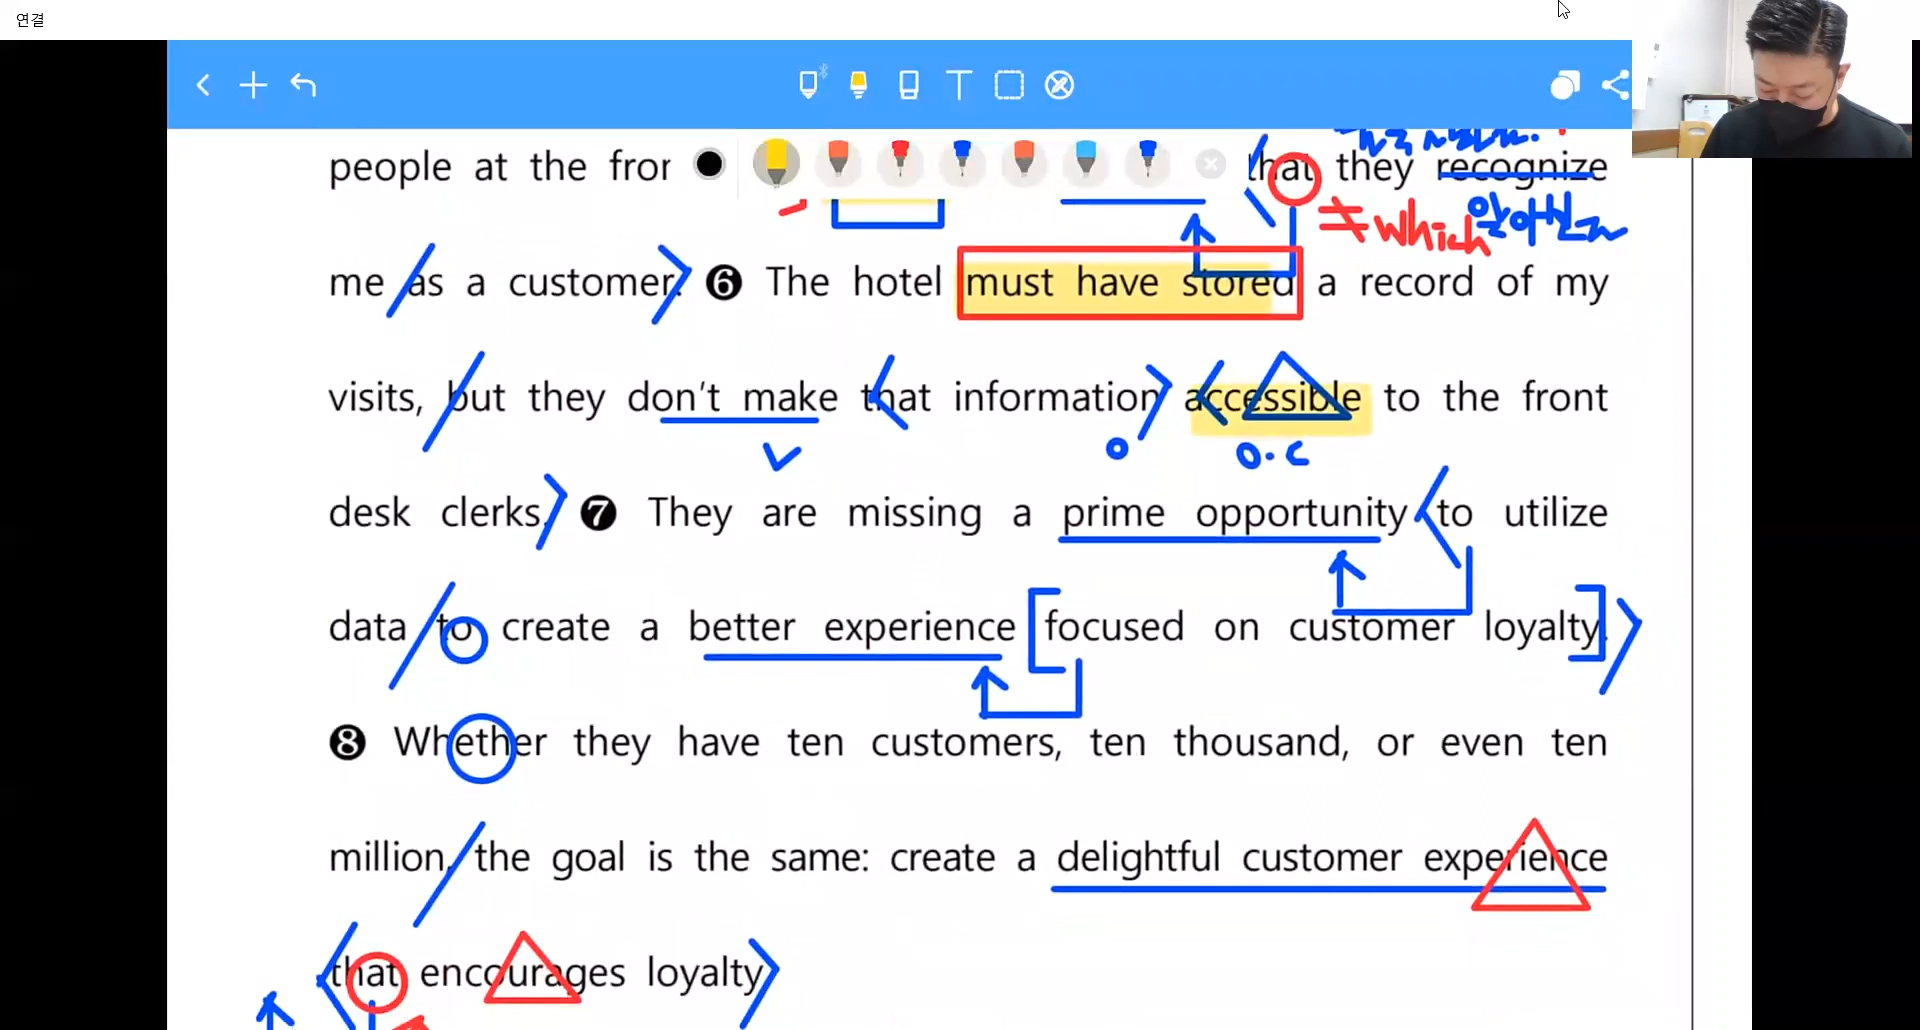 연결
people at the fron that they recognize
≠ which 알아본다
me as a customer. ❻ The hotel must have stored a record of my
visits, but they don't make that information accessible to the front
V O O.C
desk clerks. ❼ They are missing a prime opportunity to utilize
data to create a better experience focused on customer loyalty.
❽ Whether they have ten customers, ten thousand, or even ten
million, the goal is the same: create a delightful customer experience
that encourages loyalty